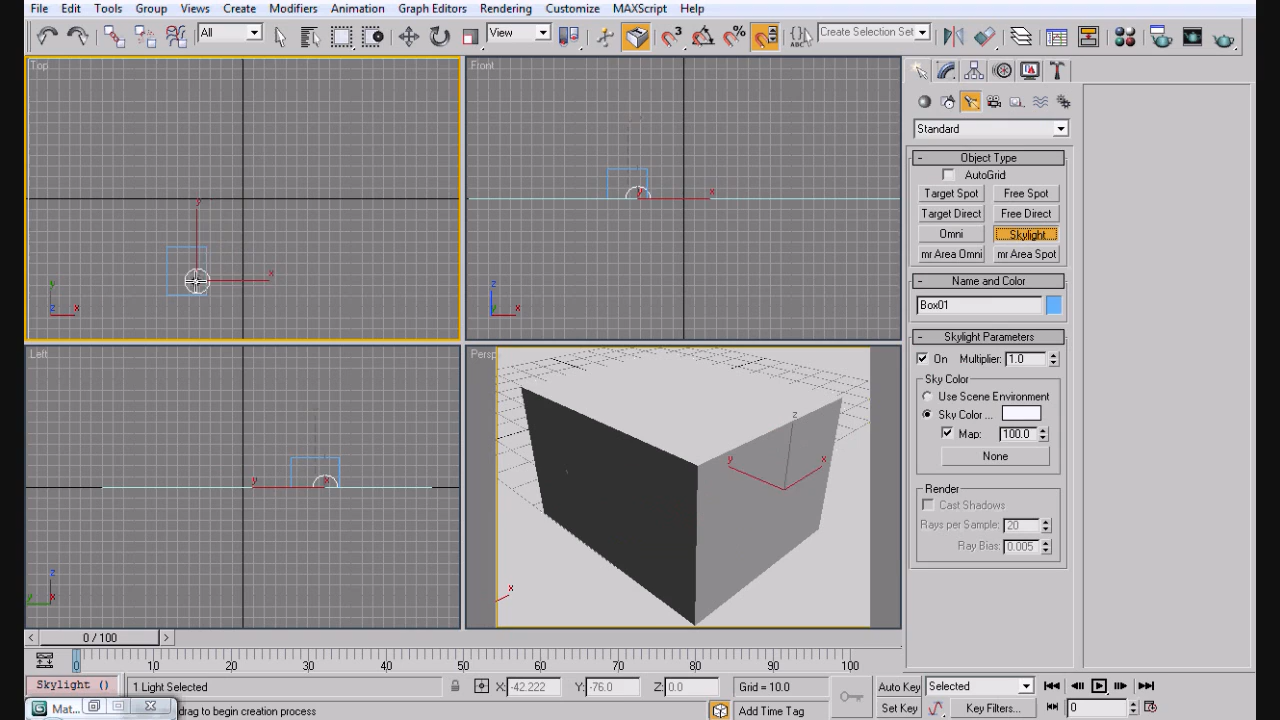 File Edit Tools Group Views Create Modifiers Animation Graph Editors Rendering Customize MAXScript Help
All View 3 % ABC Create Selection Set
Top Front
Standard
- Object Type
AutoGrid
Target Spot Free Spot
Target Direct Free Direct
Omni Skylight
mr Area Omni mr Area Spot
- Name and Color
Box01
- Skylight Parameters
On Multiplier: 1.0
Sky Color
Use Scene Environment
Sky Color ...
Map: 100.0
None
Render
Cast Shadows
Rays per Sample: 20
Ray Bias: 0.005
y x
y x
y z x
z y x
Left Persp
y x
z y x
z y x
x
< 0 / 100 >
0 10 20 30 40 50 60 70 80 90 100
Skylight () 1 Light Selected X: -42.222 Y: -76.0 Z: 0.0 Grid = 10.0 Auto Key Selected
Mat... drag to begin creation process Add Time Tag Set Key Key Filters... 0